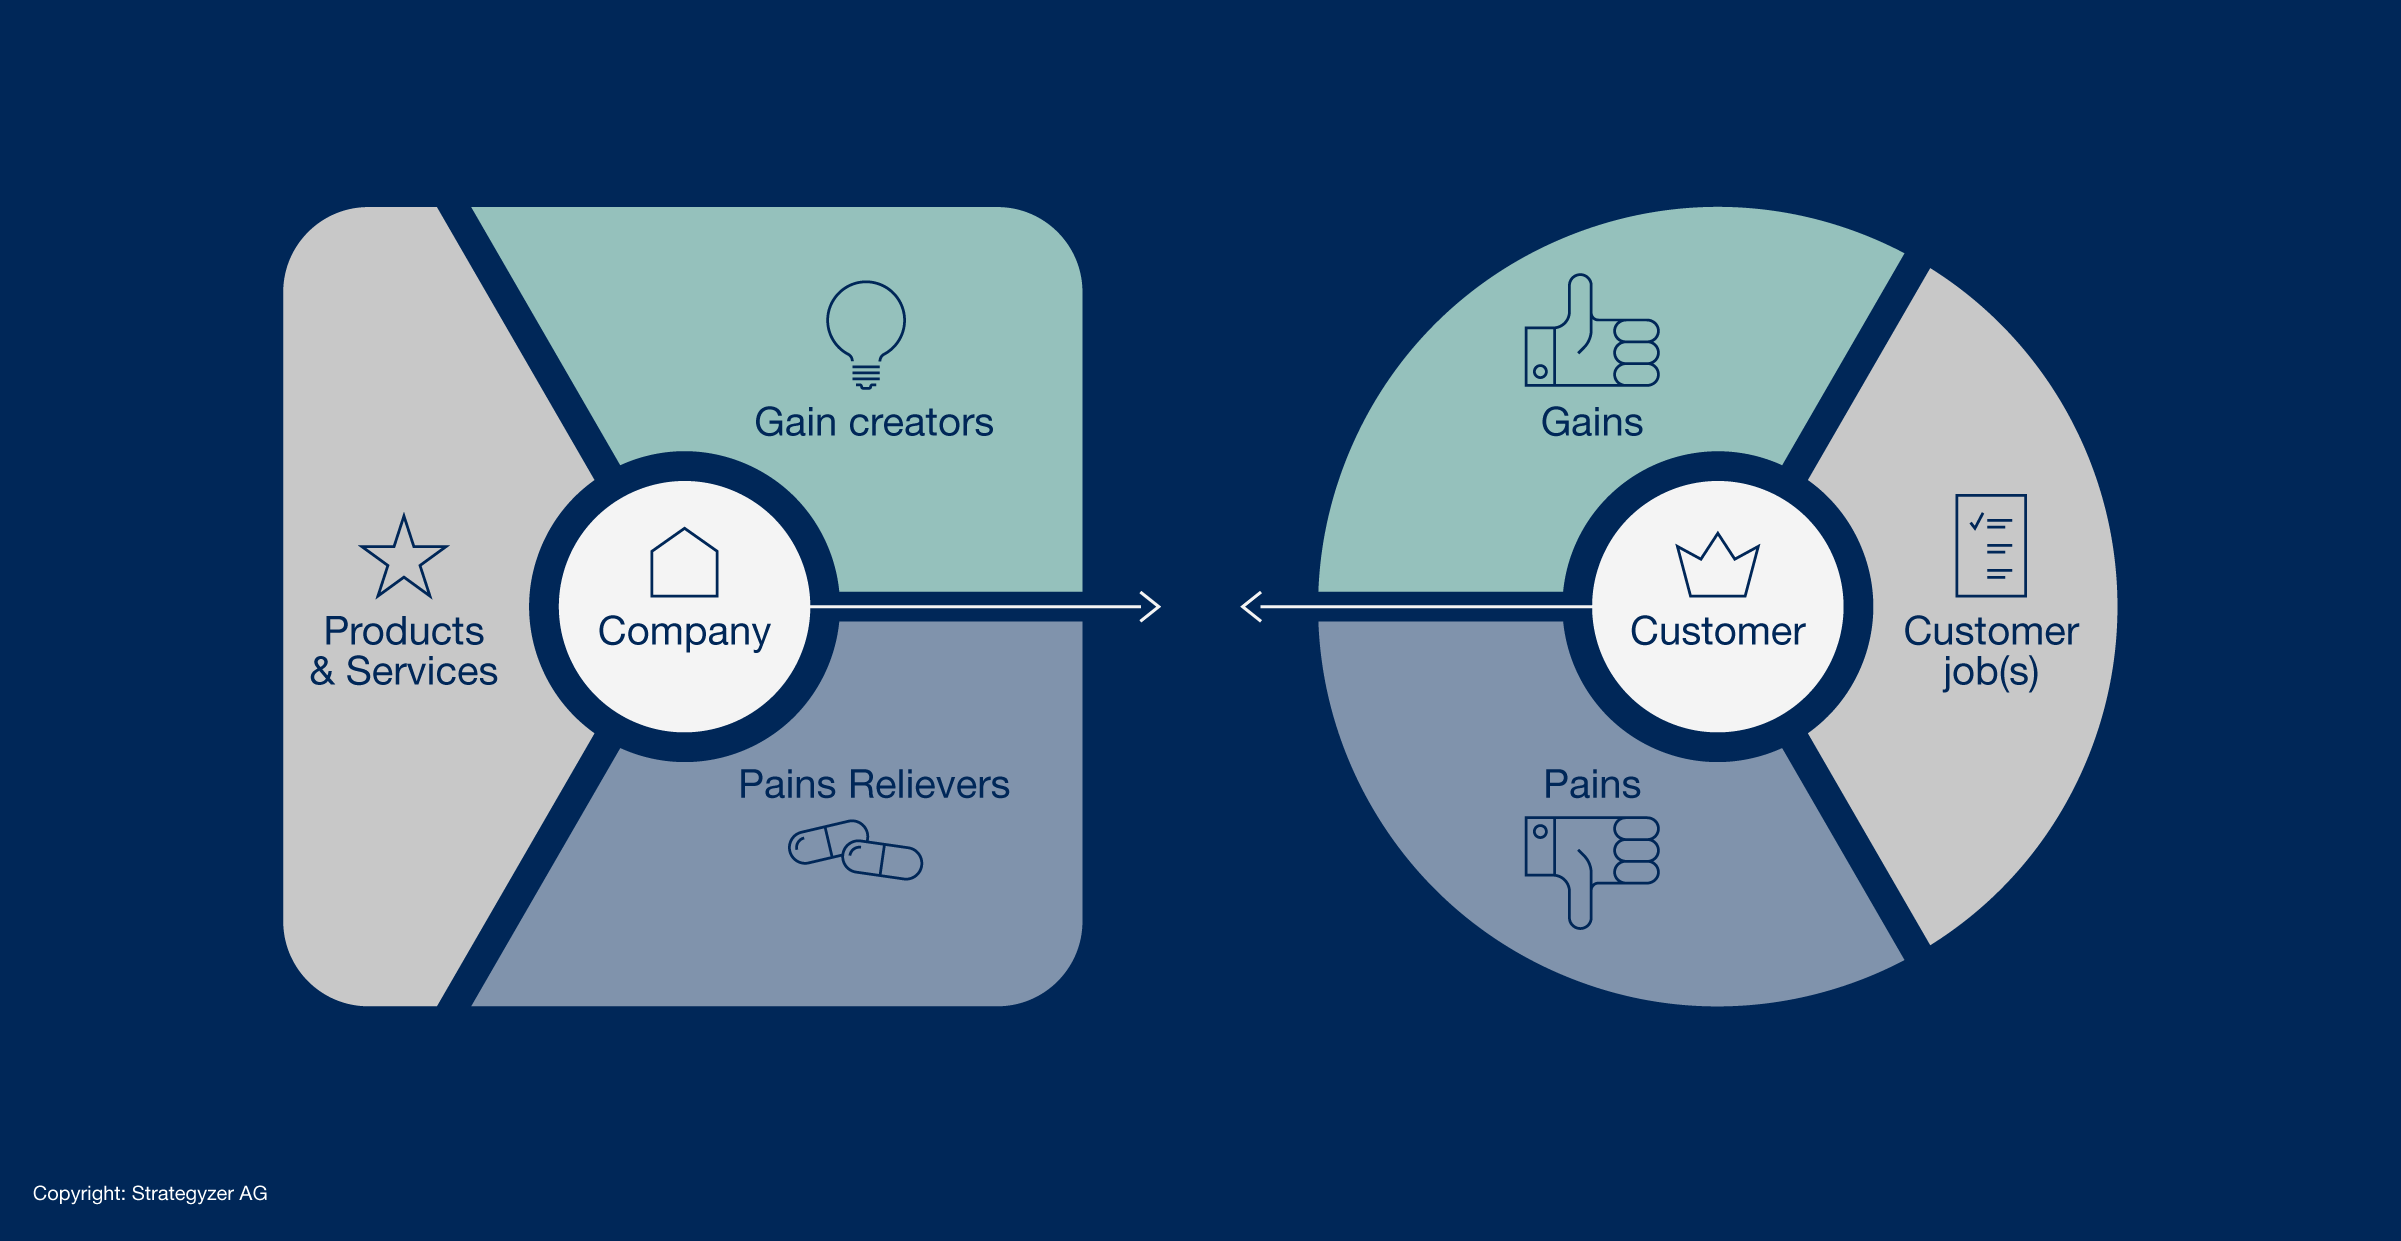 Gain creators
Products
& Services
Company
Pains Relievers
Gains
Customer
Customer
job(s)
Pains
Copyright: Strategyzer AG